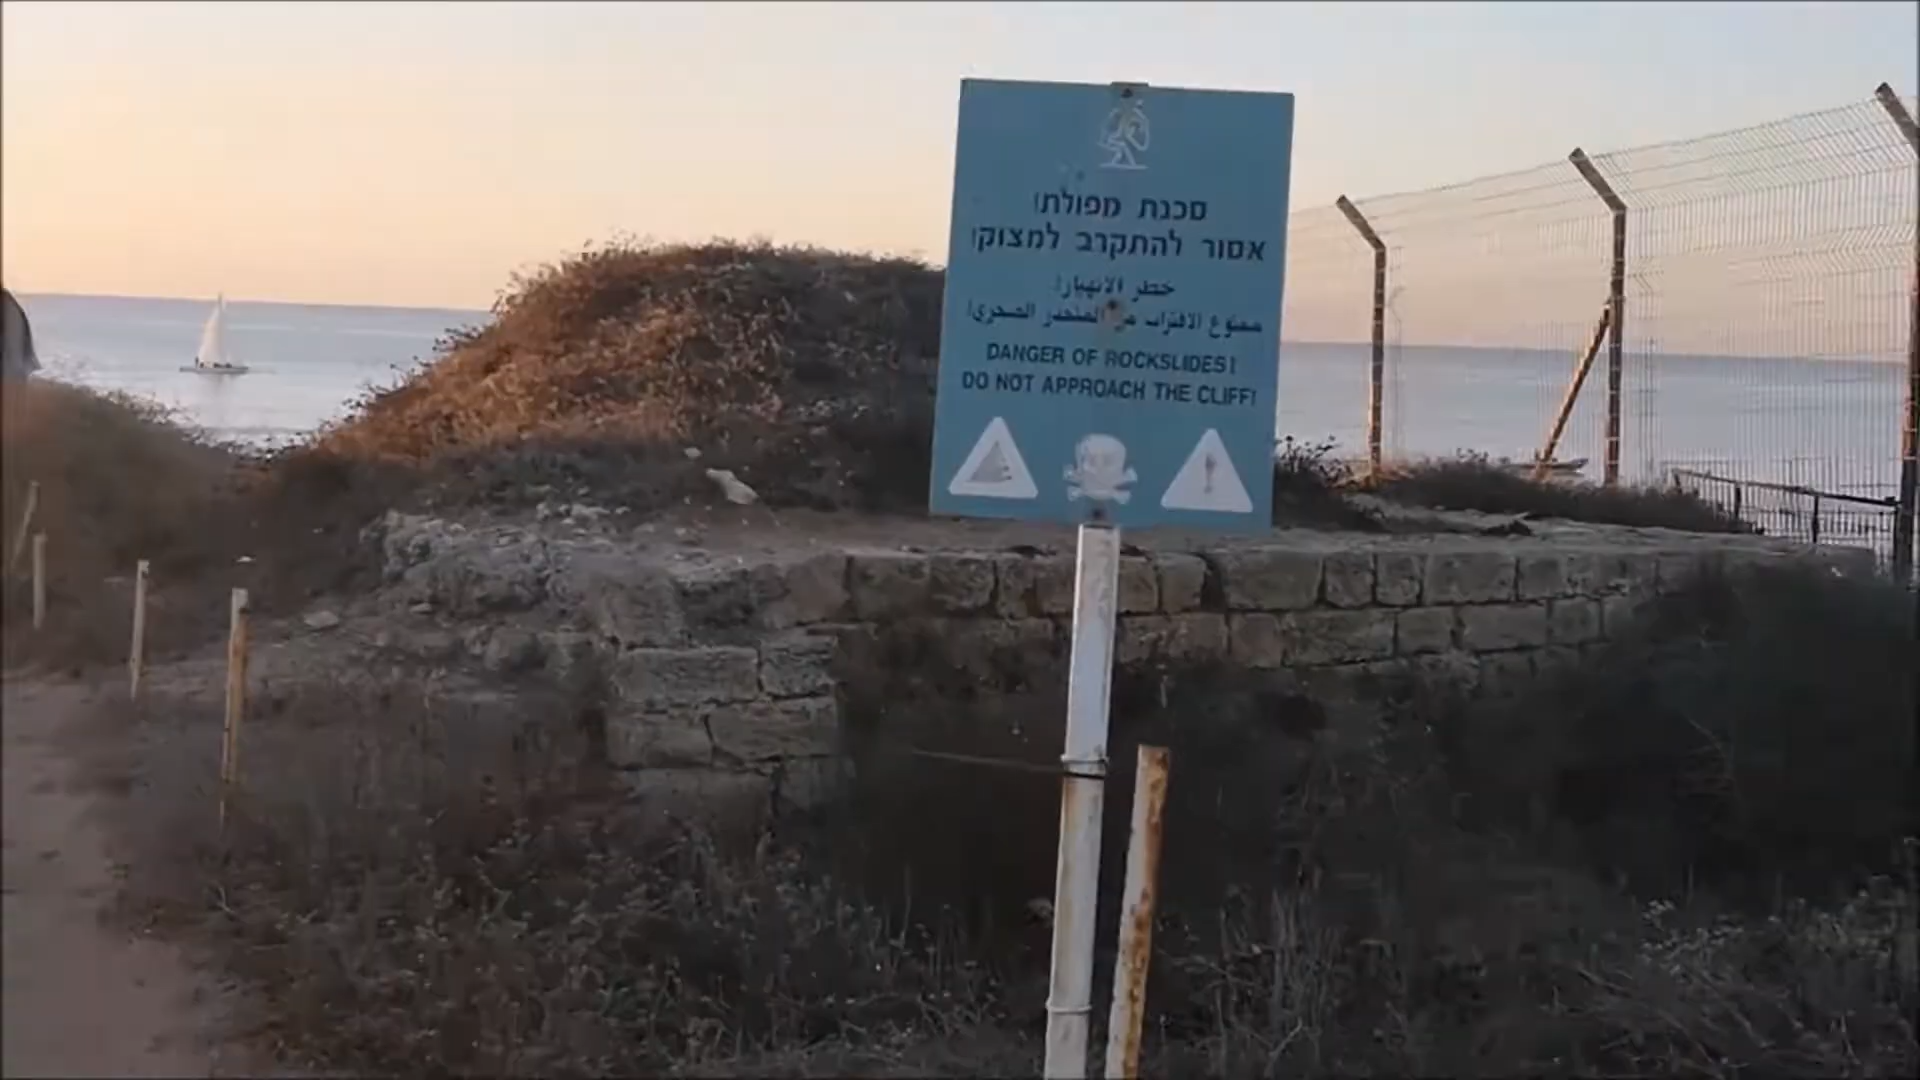 סכנת מפולת!
אסור להתקרב למצוק!
خطر الانهيار!
ممنوع الاقتراب من المنحدر الصخري!
DANGER OF ROCKSLIDES!
DO NOT APPROACH THE CLIFF!